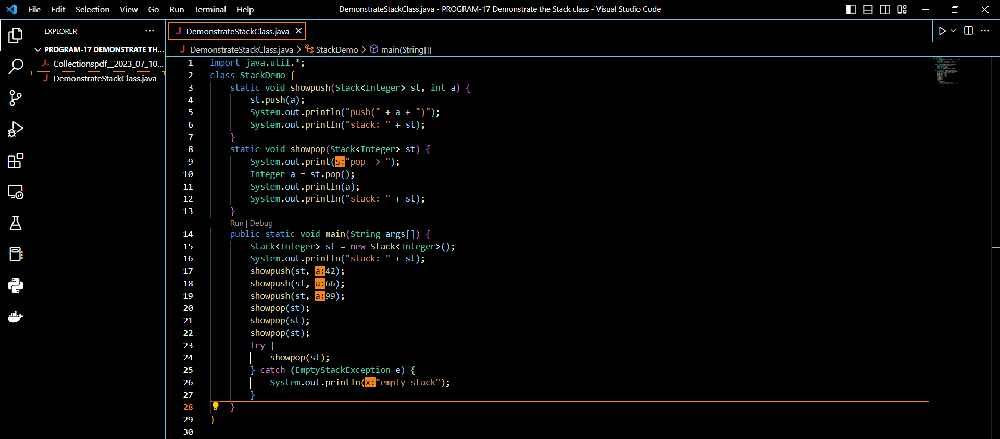 File Edit Selection View Go Run Terminal Help
DemonstrateStackClass.java - PROGRAM-17 Demonstrate the Stack class - Visual Studio Code
EXPLORER
PROGRAM-17 DEMONSTRATE TH...
Collectionspdf__2023_07_10...
DemonstrateStackClass.java
DemonstrateStackClass.java
DemonstrateStackClass.java > StackDemo > main(String[])
1 import java.util.*;
2 class StackDemo {
3 static void showpush(Stack<Integer> st, int a) {
4 st.push(a);
5 System.out.println("push(" + a + ")");
6 System.out.println("stack: " + st);
7 }
8 static void showpop(Stack<Integer> st) {
9 System.out.print(s:"pop -> ");
10 Integer a = st.pop();
11 System.out.println(a);
12 System.out.println("stack: " + st);
13 }
Run | Debug
14 public static void main(String args[]) {
15 Stack<Integer> st = new Stack<Integer>();
16 System.out.println("stack: " + st);
17 showpush(st, a:42);
18 showpush(st, a:66);
19 showpush(st, a:99);
20 showpop(st);
21 showpop(st);
22 showpop(st);
23 try {
24 showpop(st);
25 } catch (EmptyStackException e) {
26 System.out.println(x:"empty stack");
27 }
28 }
29 }
30